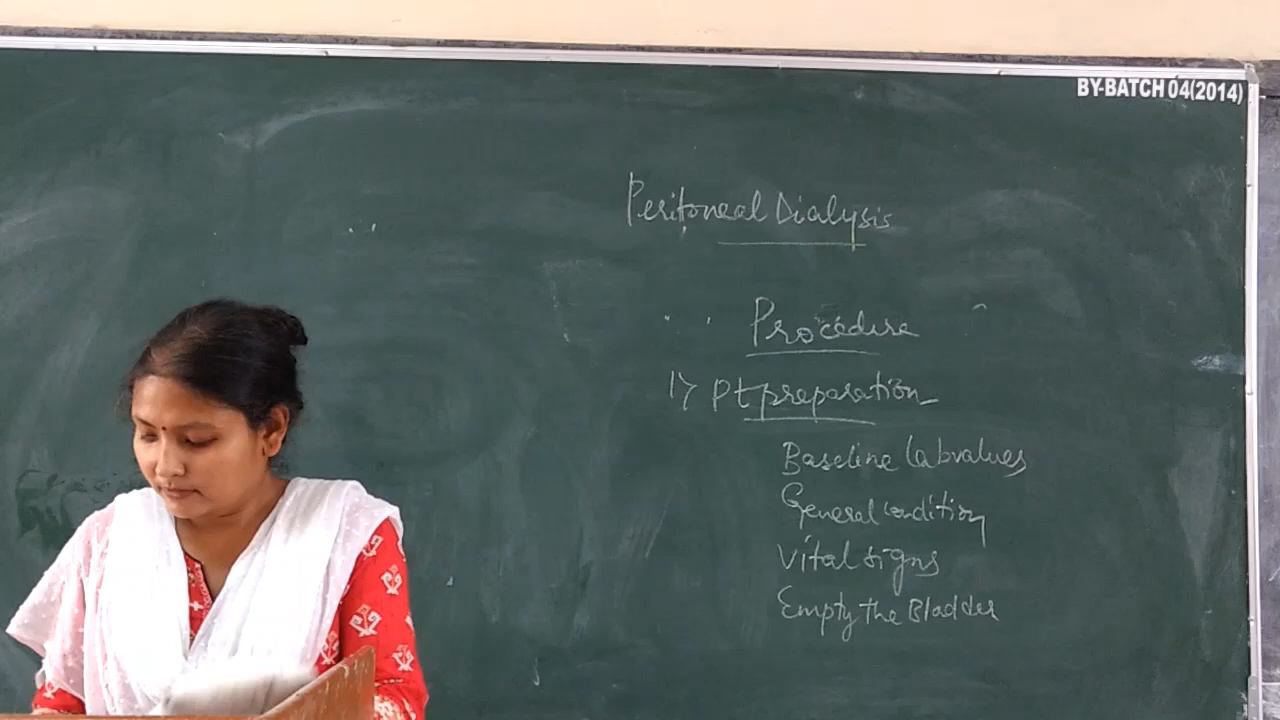 BY-BATCH 04(2014)
Peritoneal Dialysis
Procedure
1> Pt preparation
Baseline labvalues
General condition
Vital signs
Empty the Bladder